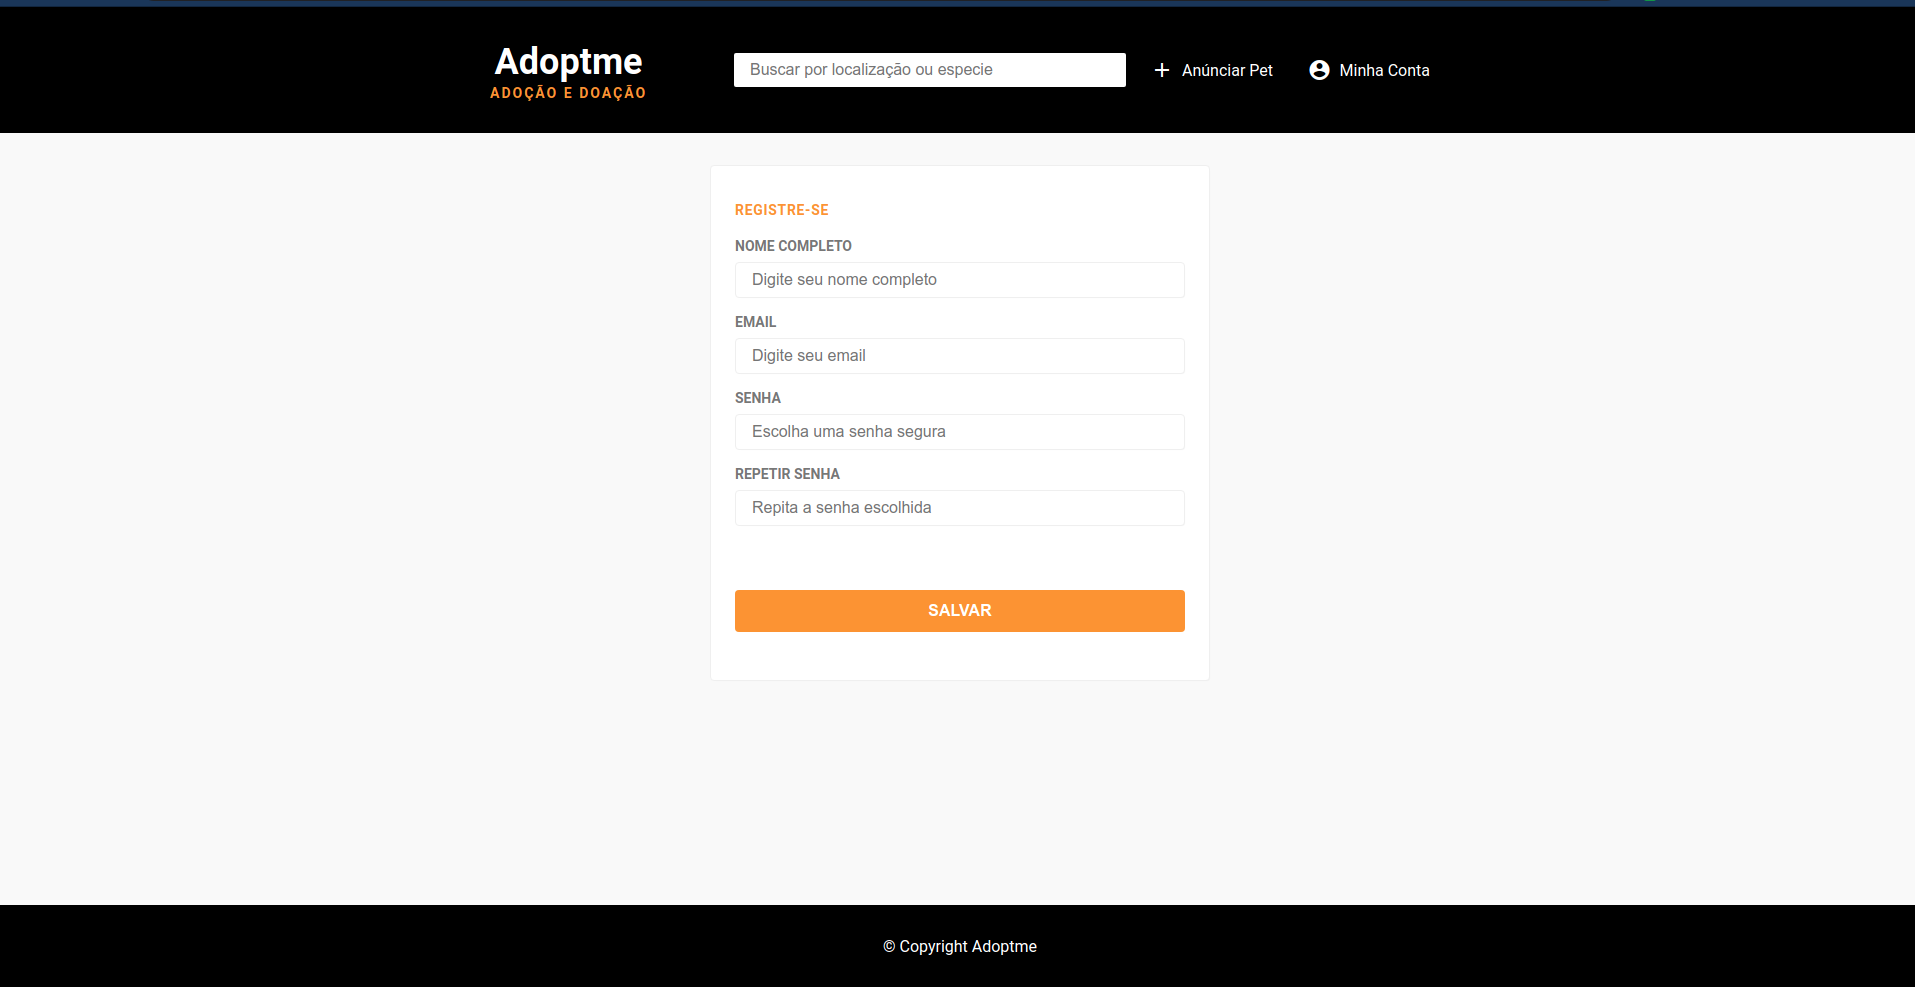 Adoptme
ADOÇÃO E DOAÇÃO
Buscar por localização ou especie
Anúnciar Pet
Minha Conta
REGISTRE-SE
NOME COMPLETO
Digite seu nome completo
EMAIL
Digite seu email
SENHA
Escolha uma senha segura
REPETIR SENHA
Repita a senha escolhida
SALVAR
© Copyright Adoptme